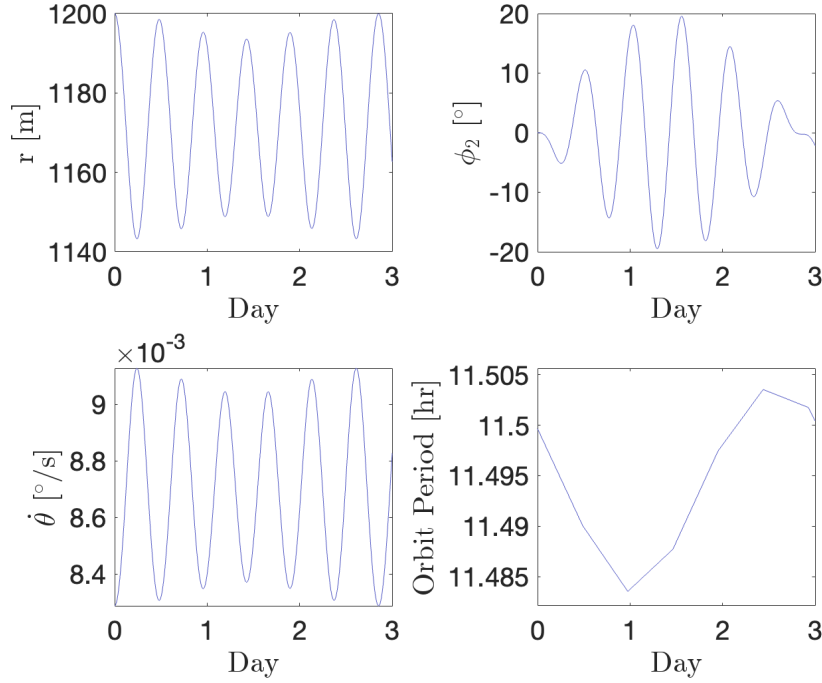 1200
1180
1160
1140
r [m]
0 1 2 3
Day
20
10
0
-10
-20
ϕ₂ [°]
0 1 2 3
Day
×10⁻³
9
8.8
8.6
8.4
θ̇ [°/s]
0 1 2 3
Day
11.505
11.5
11.495
11.49
11.485
Orbit Period [hr]
0 1 2 3
Day